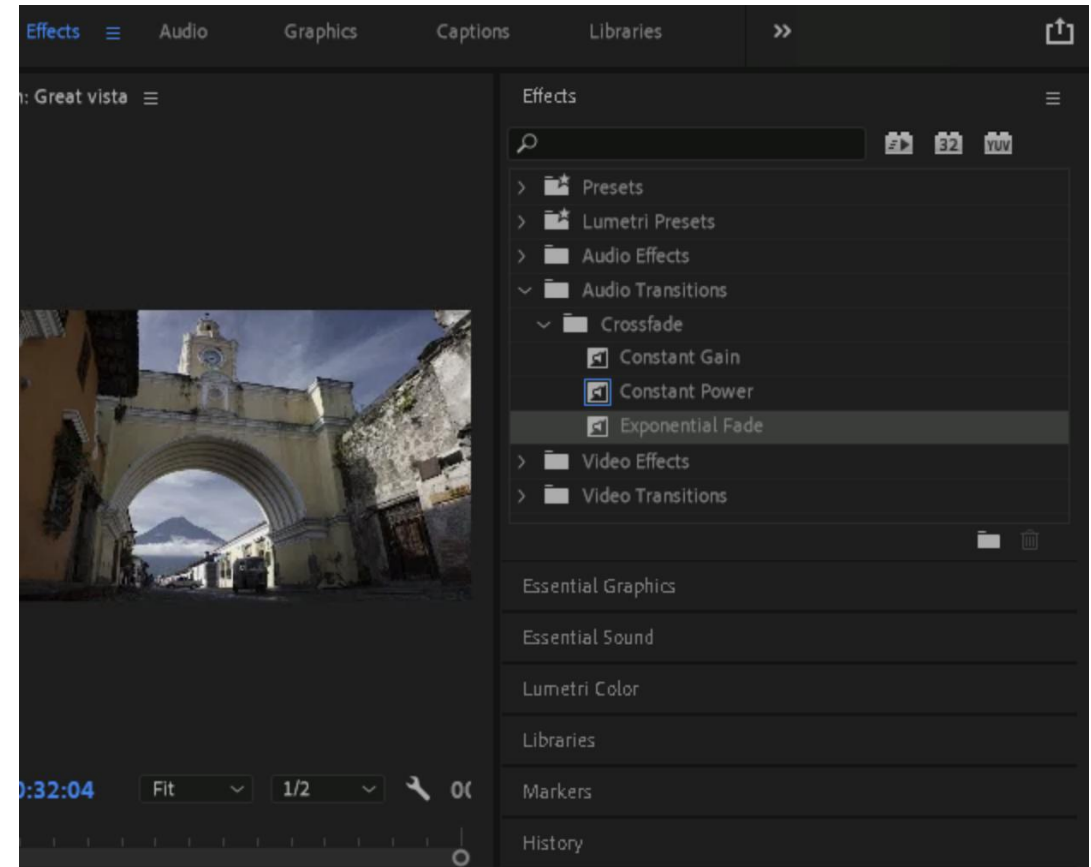 Effects Audio Graphics Captions Libraries
: Great vista
Effects
32 YUV
Presets
Lumetri Presets
Audio Effects
Audio Transitions
Crossfade
Constant Gain
Constant Power
Exponential Fade
Video Effects
Video Transitions
Essential Graphics
Essential Sound
Lumetri Color
Libraries
:32:04 Fit 1/2 00
Markers
History